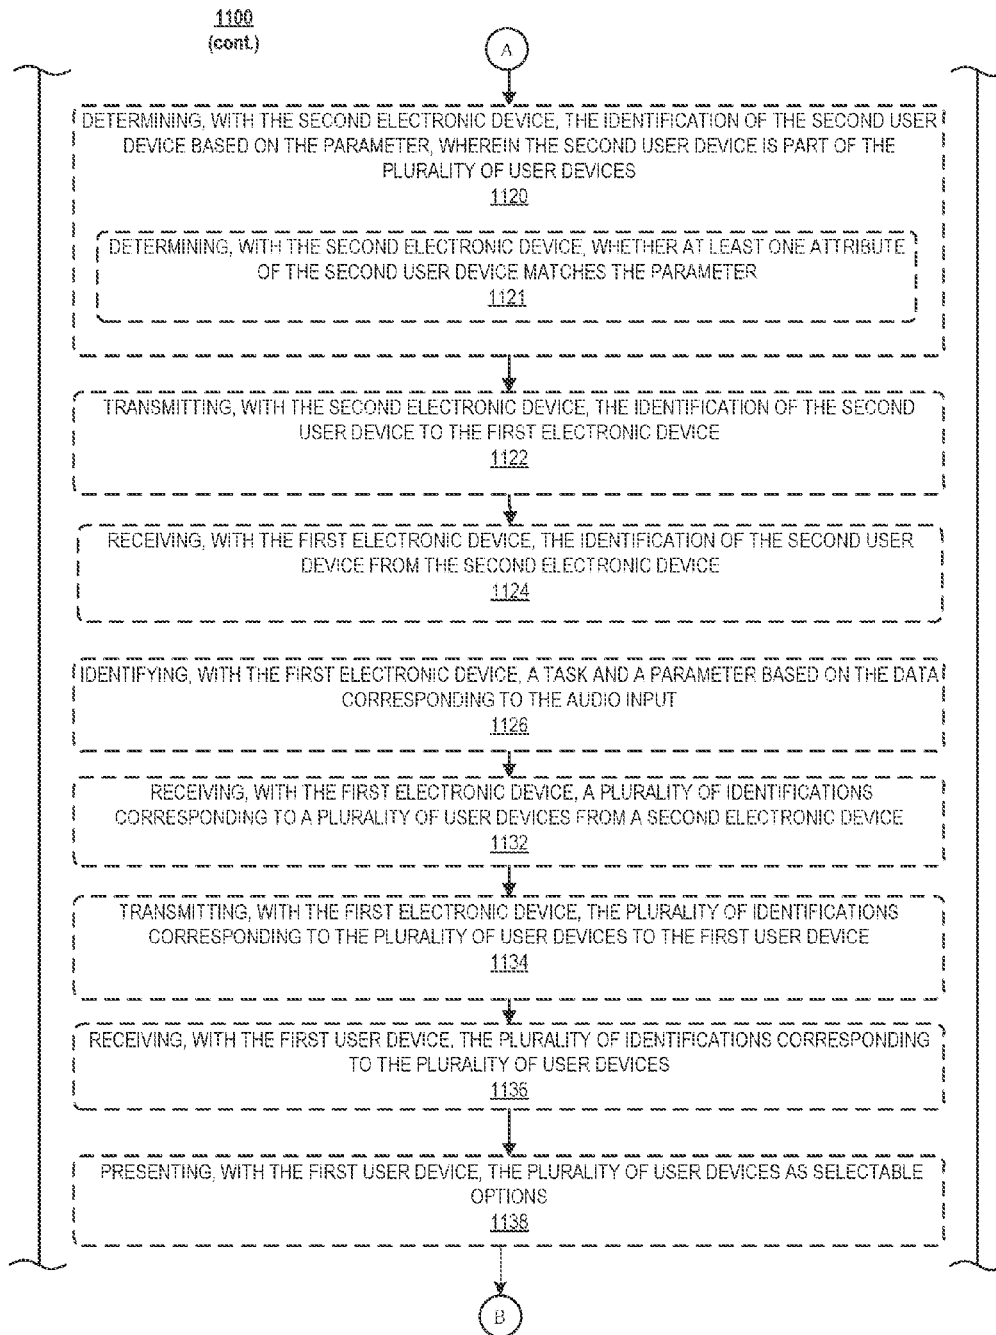 1100
(cont.)
A
DETERMINING, WITH THE SECOND ELECTRONIC DEVICE, THE IDENTIFICATION OF THE SECOND USER
DEVICE BASED ON THE PARAMETER, WHEREIN THE SECOND USER DEVICE IS PART OF THE
PLURALITY OF USER DEVICES
1120
DETERMINING, WITH THE SECOND ELECTRONIC DEVICE, WHETHER AT LEAST ONE ATTRIBUTE
OF THE SECOND USER DEVICE MATCHES THE PARAMETER
1121
TRANSMITTING, WITH THE SECOND ELECTRONIC DEVICE, THE IDENTIFICATION OF THE SECOND
USER DEVICE TO THE FIRST ELECTRONIC DEVICE
1122
RECEIVING, WITH THE FIRST ELECTRONIC DEVICE, THE IDENTIFICATION OF THE SECOND USER
DEVICE FROM THE SECOND ELECTRONIC DEVICE
1124
IDENTIFYING, WITH THE FIRST ELECTRONIC DEVICE, A TASK AND A PARAMETER BASED ON THE DATA
CORRESPONDING TO THE AUDIO INPUT
1126
RECEIVING, WITH THE FIRST ELECTRONIC DEVICE, A PLURALITY OF IDENTIFICATIONS
CORRESPONDING TO A PLURALITY OF USER DEVICES FROM A SECOND ELECTRONIC DEVICE
1132
TRANSMITTING, WITH THE FIRST ELECTRONIC DEVICE, THE PLURALITY OF IDENTIFICATIONS
CORRESPONDING TO THE PLURALITY OF USER DEVICES TO THE FIRST USER DEVICE
1134
RECEIVING, WITH THE FIRST USER DEVICE, THE PLURALITY OF IDENTIFICATIONS CORRESPONDING
TO THE PLURALITY OF USER DEVICES
1136
PRESENTING, WITH THE FIRST USER DEVICE, THE PLURALITY OF USER DEVICES AS SELECTABLE
OPTIONS
1138
B